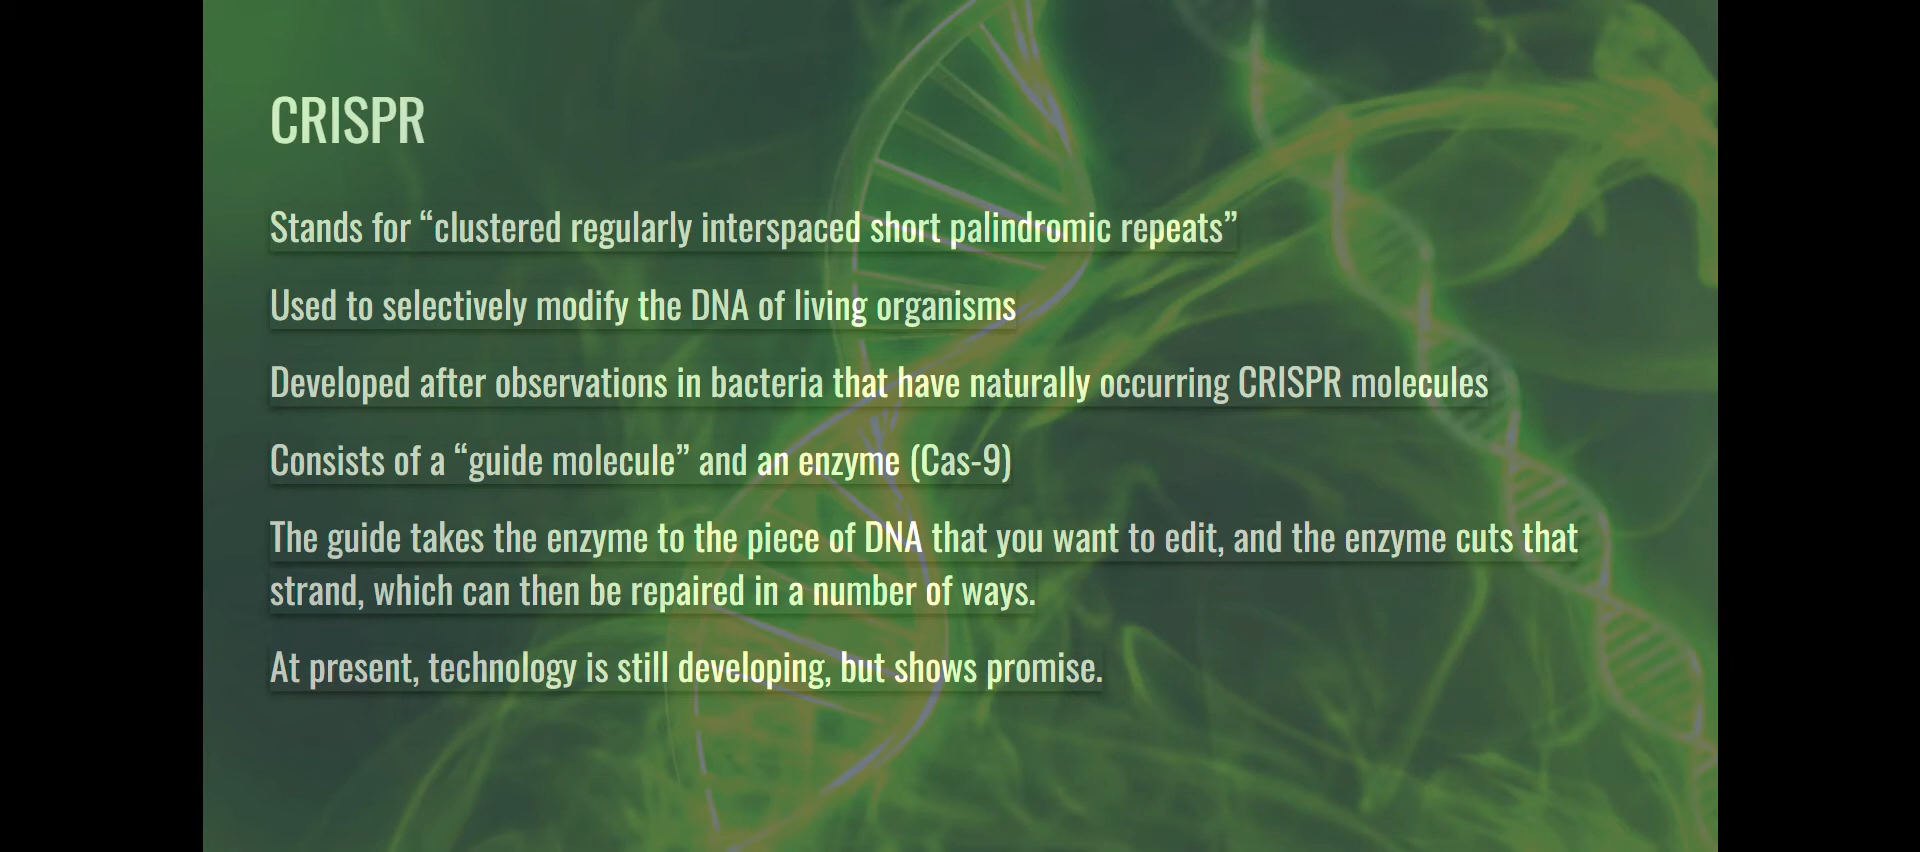 CRISPR
Stands for “clustered regularly interspaced short palindromic repeats”
Used to selectively modify the DNA of living organisms
Developed after observations in bacteria that have naturally occurring CRISPR molecules
Consists of a “guide molecule” and an enzyme (Cas-9)
The guide takes the enzyme to the piece of DNA that you want to edit, and the enzyme cuts that
strand, which can then be repaired in a number of ways.
At present, technology is still developing, but shows promise.